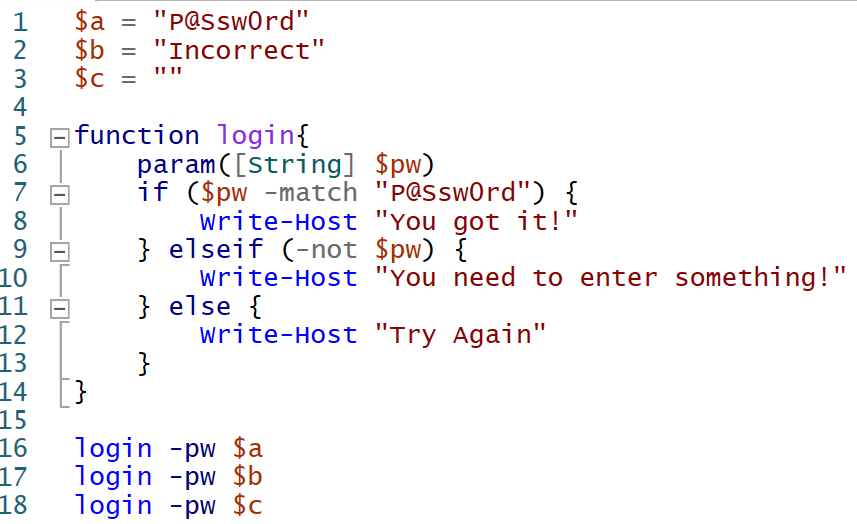 1 $a = "P@Ssw0rd"
2 $b = "Incorrect"
3 $c = ""
4
5 function login{
6 param([String] $pw)
7 if ($pw -match "P@Ssw0rd") {
8 Write-Host "You got it!"
9 } elseif (-not $pw) {
10 Write-Host "You need to enter something!"
11 } else {
12 Write-Host "Try Again"
13 }
14 }
15
16 login -pw $a
17 login -pw $b
18 login -pw $c